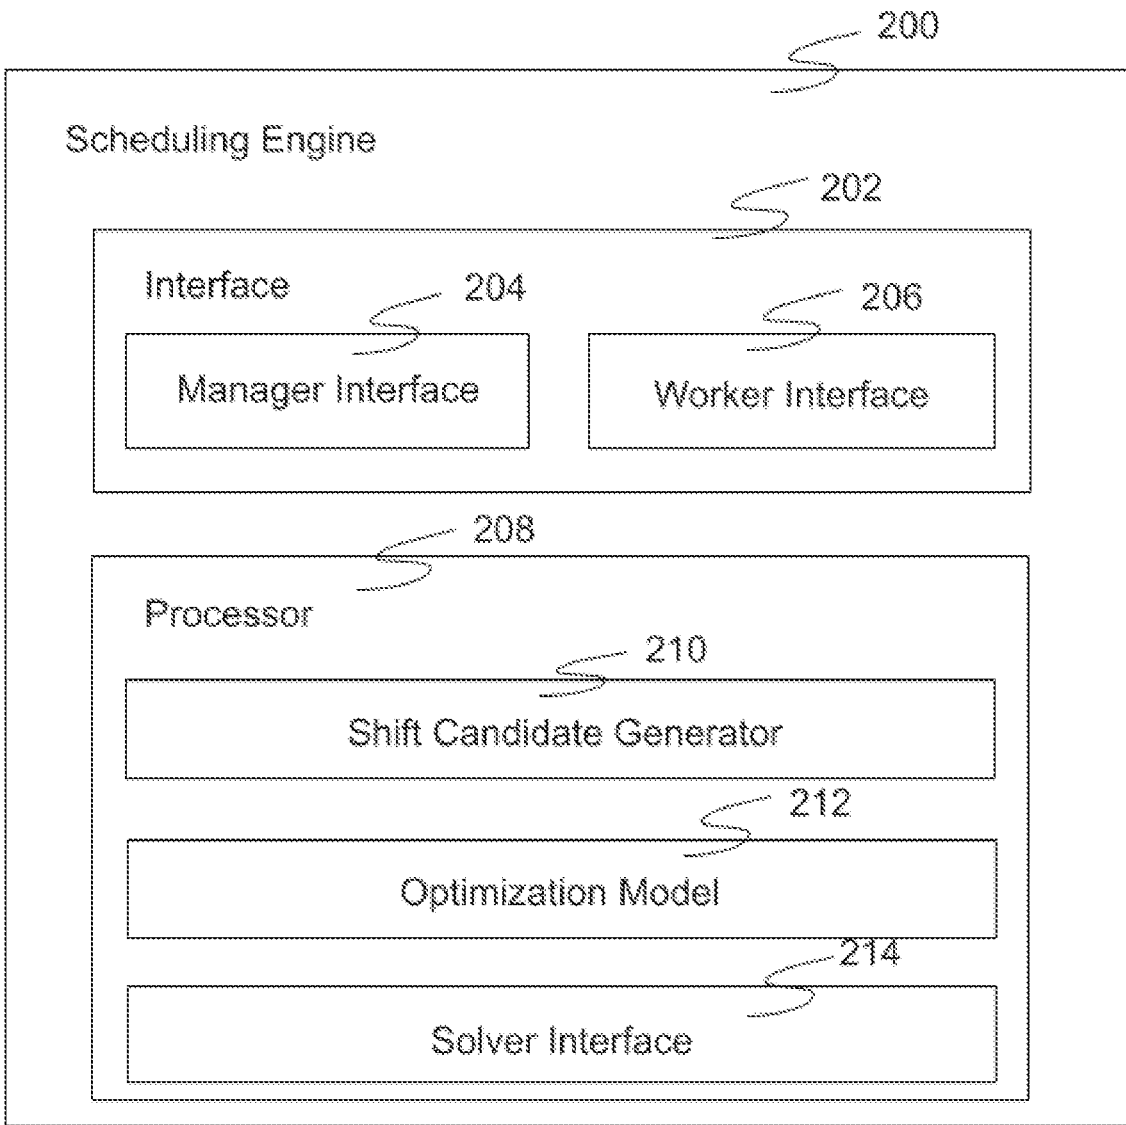 200
Scheduling Engine
202
Interface
204
206
Manager Interface
Worker Interface
208
Processor
210
Shift Candidate Generator
212
Optimization Model
214
Solver Interface